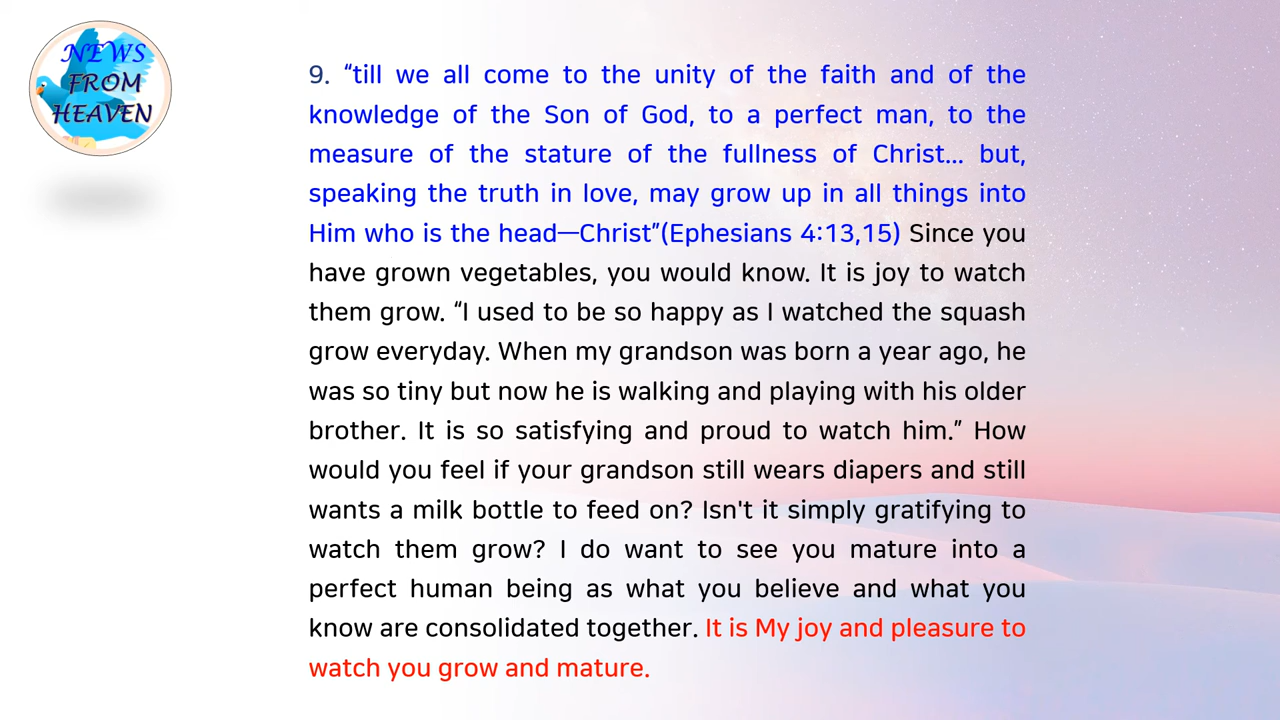 NEWS
FROM
HEAVEN
9. “till we all come to the unity of the faith and of the
knowledge of the Son of God, to a perfect man, to the
measure of the stature of the fullness of Christ... but,
speaking the truth in love, may grow up in all things into
Him who is the head—Christ”(Ephesians 4:13,15) Since you
have grown vegetables, you would know. It is joy to watch
them grow. “I used to be so happy as I watched the squash
grow everyday. When my grandson was born a year ago, he
was so tiny but now he is walking and playing with his older
brother. It is so satisfying and proud to watch him.” How
would you feel if your grandson still wears diapers and still
wants a milk bottle to feed on? Isn't it simply gratifying to
watch them grow? I do want to see you mature into a
perfect human being as what you believe and what you
know are consolidated together. It is My joy and pleasure to
watch you grow and mature.